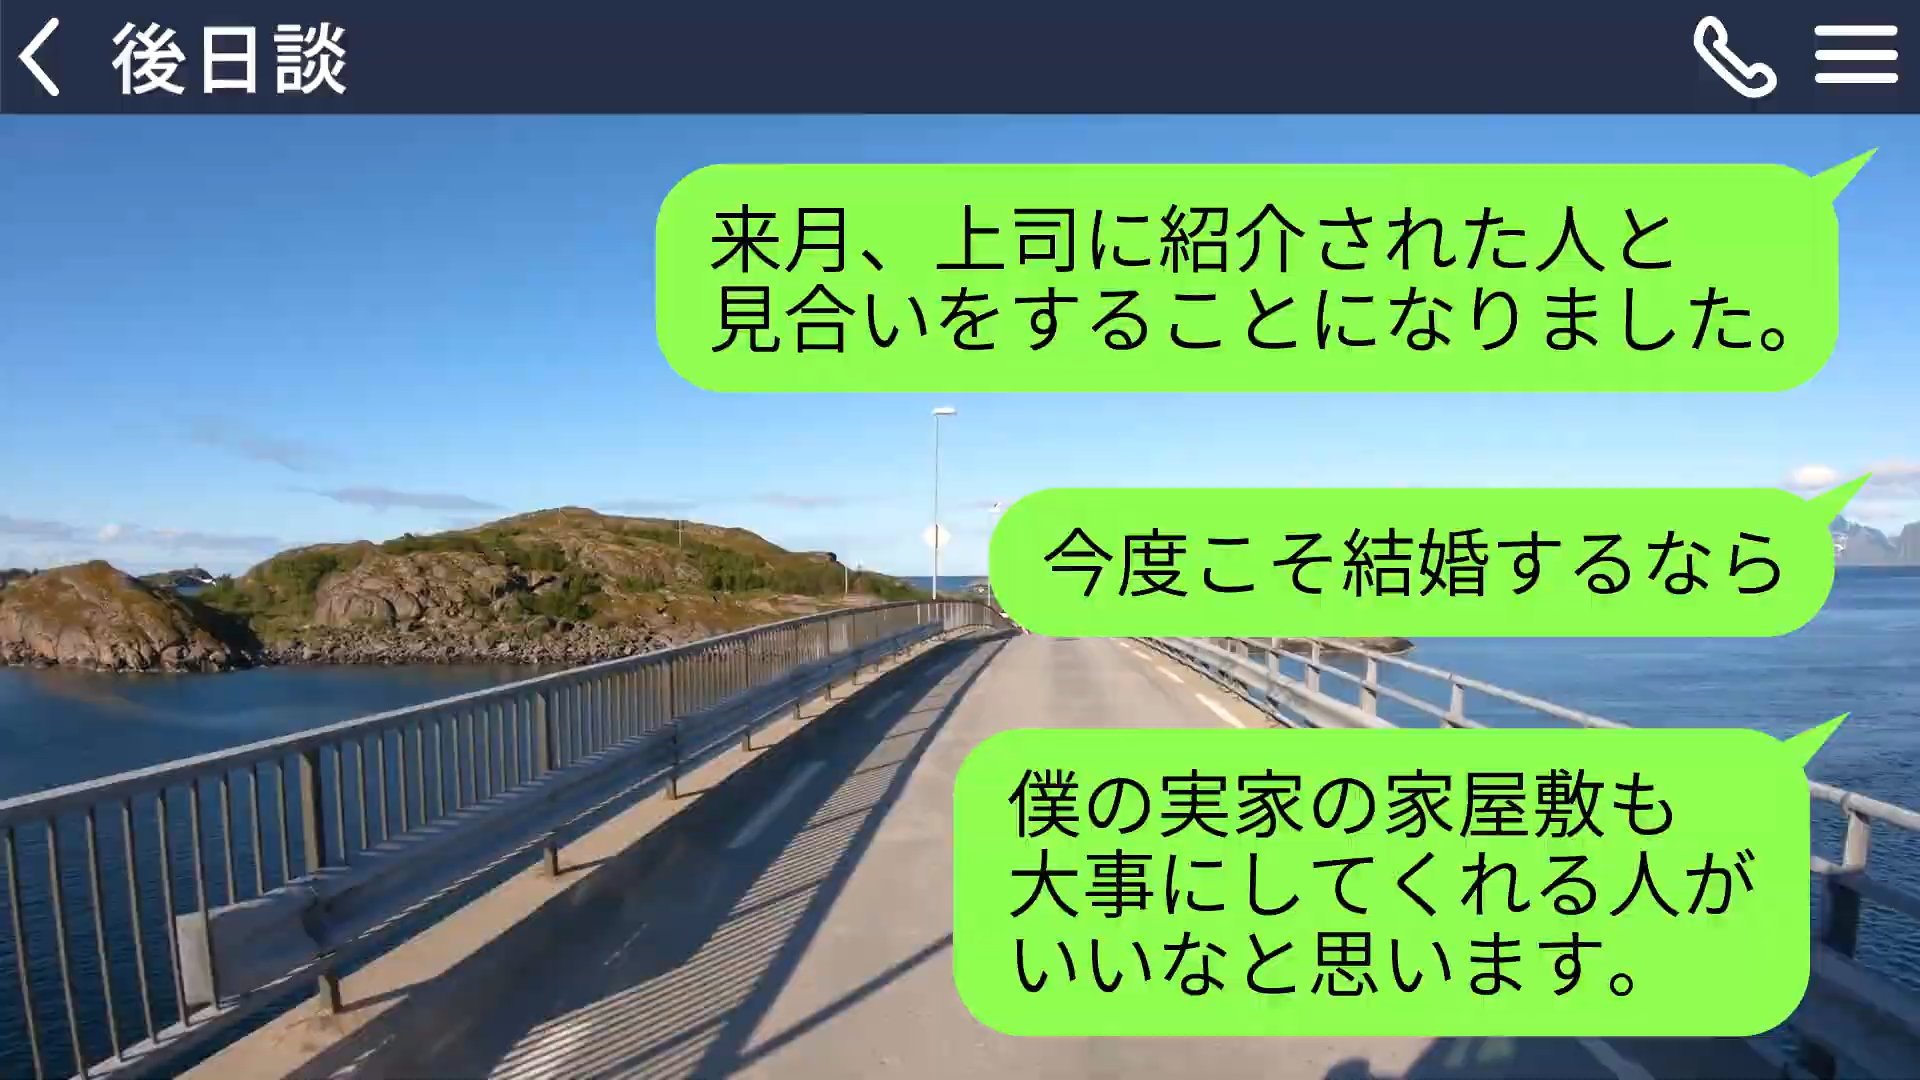 後日談
来月、上司に紹介された人と
見合いをすることになりました。
今度こそ結婚するなら
僕の実家の家屋敷も
大事にしてくれる人が
いいなと思います。